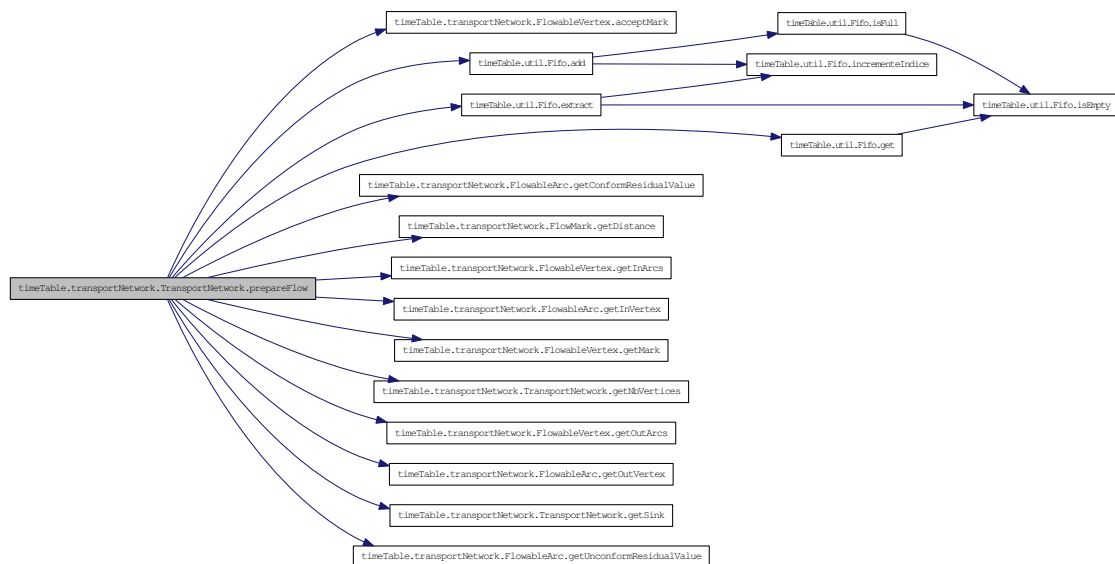 timeTable.transportNetwork.FlowableVertex.acceptMark
timeTable.util.Fifo.isFull
timeTable.util.Fifo.add
timeTable.util.Fifo.incrementeIndice
timeTable.util.Fifo.extract
timeTable.util.Fifo.isEmpty
timeTable.util.Fifo.get
timeTable.transportNetwork.FlowableArc.getConformResidualValue
timeTable.transportNetwork.FlowMark.getDistance
timeTable.transportNetwork.FlowableVertex.getInArcs
timeTable.transportNetwork.TransportNetwork.prepareFlow
timeTable.transportNetwork.FlowableArc.getInVertex
timeTable.transportNetwork.FlowableVertex.getMark
timeTable.transportNetwork.TransportNetwork.getNbVertices
timeTable.transportNetwork.FlowableVertex.getOutArcs
timeTable.transportNetwork.FlowableArc.getOutVertex
timeTable.transportNetwork.TransportNetwork.getSink
timeTable.transportNetwork.FlowableArc.getUnconformResidualValue